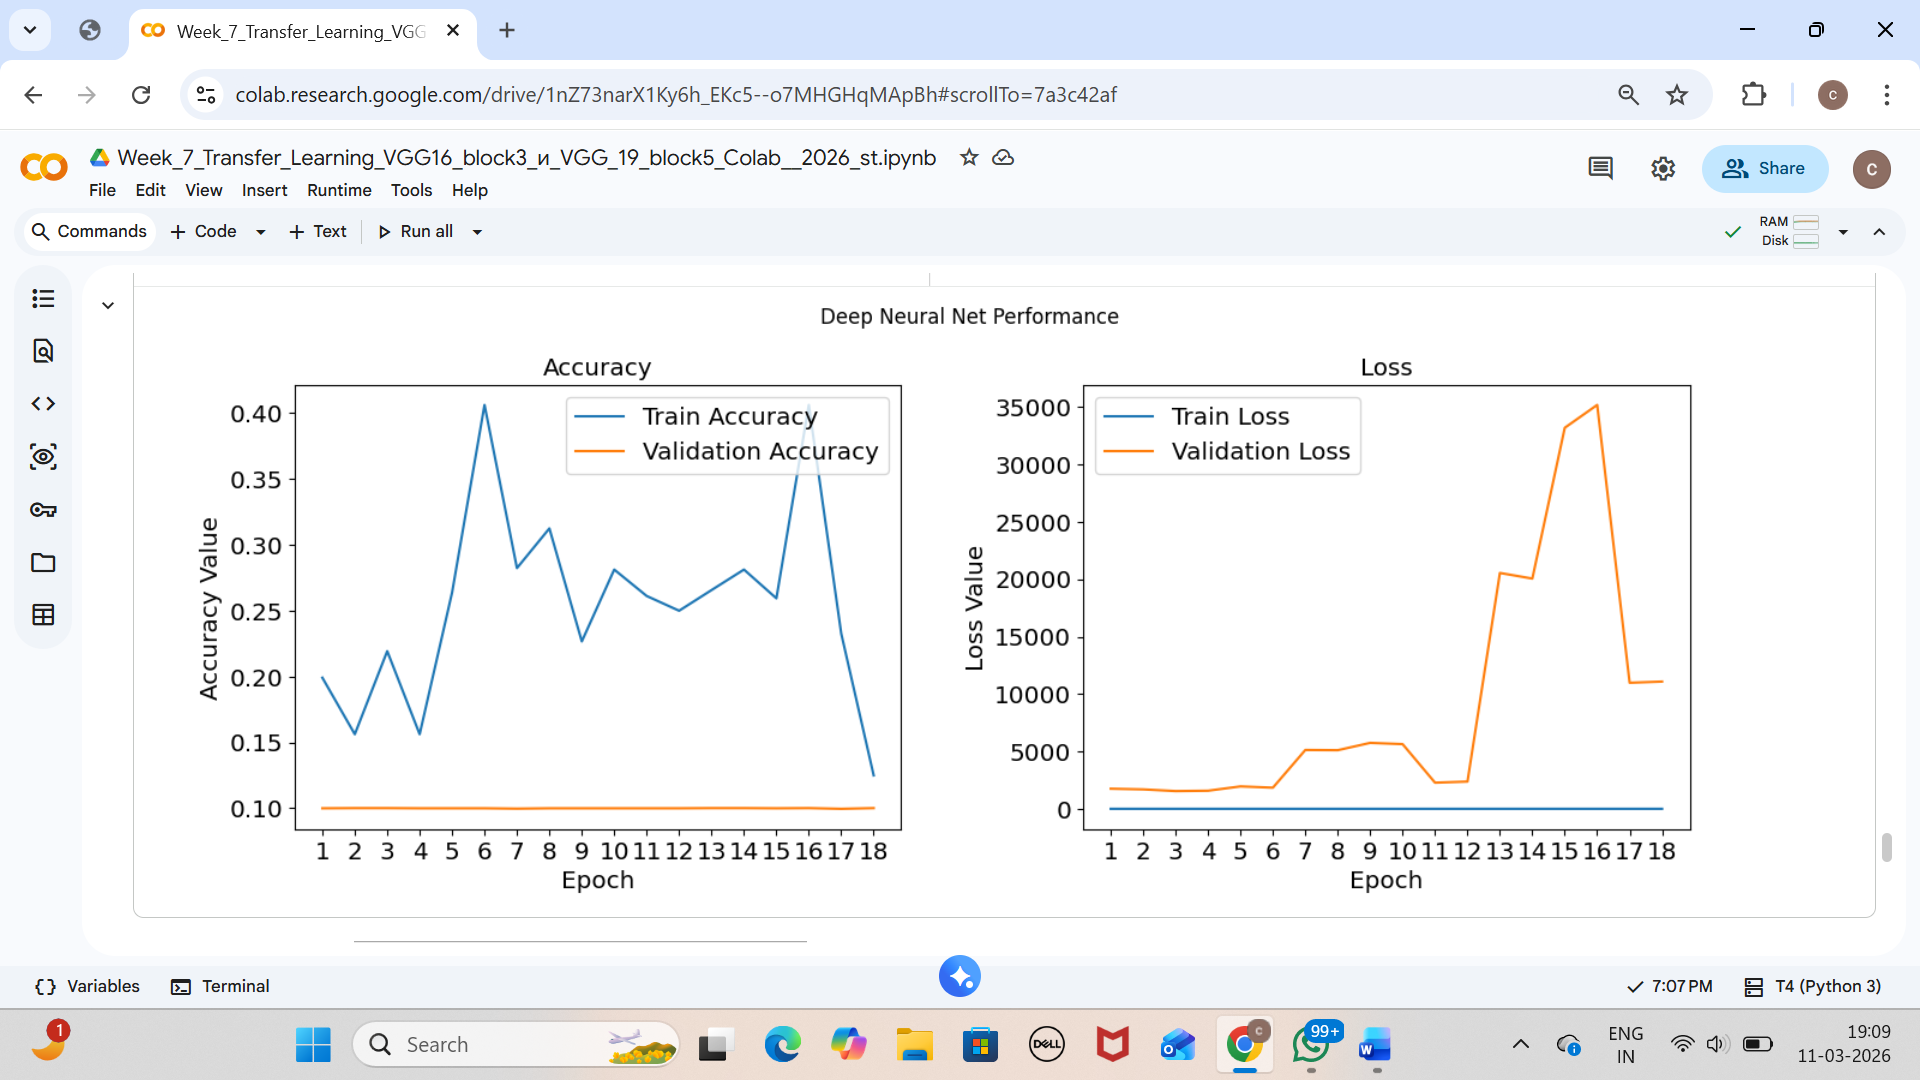 Week_7_Transfer_Learning_VGG
colab.research.google.com/drive/1nZ73narX1Ky6h_EKc5--o7MHGHqMApBh#scrollTo=7a3c42af
C
Week_7_Transfer_Learning_VGG16_block3_и_VGG_19_block5_Colab__2026_st.ipynb
File Edit View Insert Runtime Tools Help
Share
C
Commands + Code + Text Run all
RAM
Disk
Deep Neural Net Performance
Accuracy
Train Accuracy
Validation Accuracy
0.40
0.35
0.30
0.25
0.20
0.15
0.10
Accuracy Value
1 2 3 4 5 6 7 8 9 10 11 12 13 14 15 16 17 18
Epoch
Loss
Train Loss
Validation Loss
35000
30000
25000
20000
15000
10000
5000
0
Loss Value
1 2 3 4 5 6 7 8 9 10 11 12 13 14 15 16 17 18
Epoch
{} Variables Terminal
7:07 PM T4 (Python 3)
1
Search
DELL
C
99+
W
ENG
IN
19:09
11-03-2026